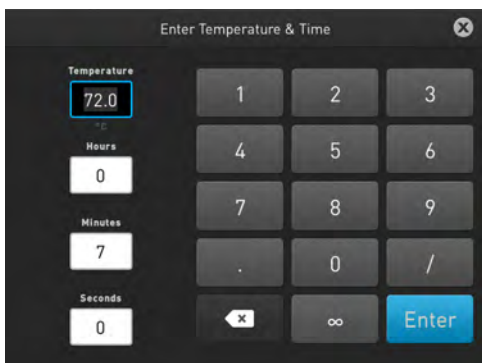 Enter Temperature & Time
Temperature
72.0
°C
Hours
0
Minutes
7
Seconds
0
1 2 3
4 5 6
7 8 9
. 0 /
∞ Enter